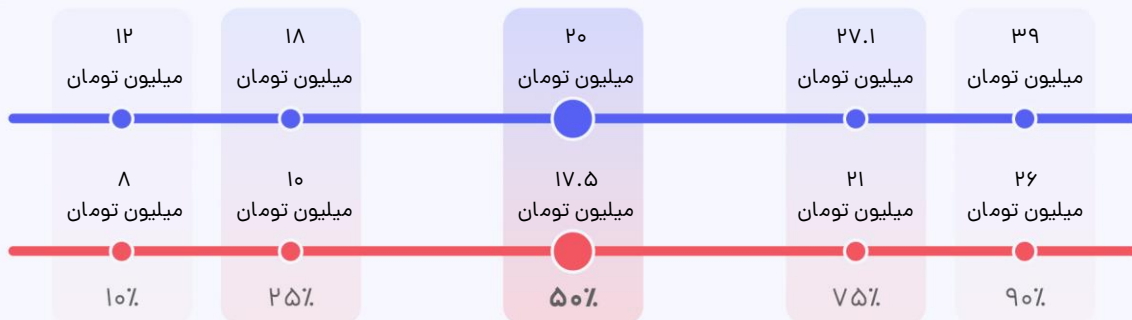 ۱۲ ۱۸ ۲۰ ۲۷.۱ ۳۹
میلیون تومان میلیون تومان میلیون تومان میلیون تومان میلیون تومان
۸ ۱۰ ۱۷.۵ ۲۱ ۲۶
میلیون تومان میلیون تومان میلیون تومان میلیون تومان میلیون تومان
۱۰٪ ۲۵٪ ۵۰٪ ۷۵٪ ۹۰٪